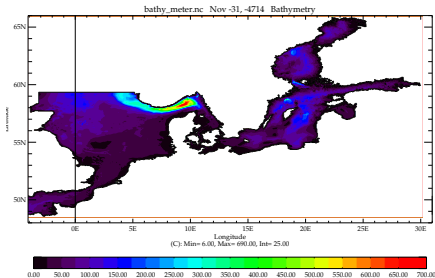 bathy_meter.nc Nov -31, -4714 Bathymetry
65N
60N
55N
50N
0E 5E 10E 15E 20E 25E 30E
Longitude
(C): Min= 6.00, Max= 690.00, Int= 25.00
0.00 50.00 100.00 150.00 200.00 250.00 300.00 350.00 400.00 450.00 500.00 550.00 600.00 650.00 700.00